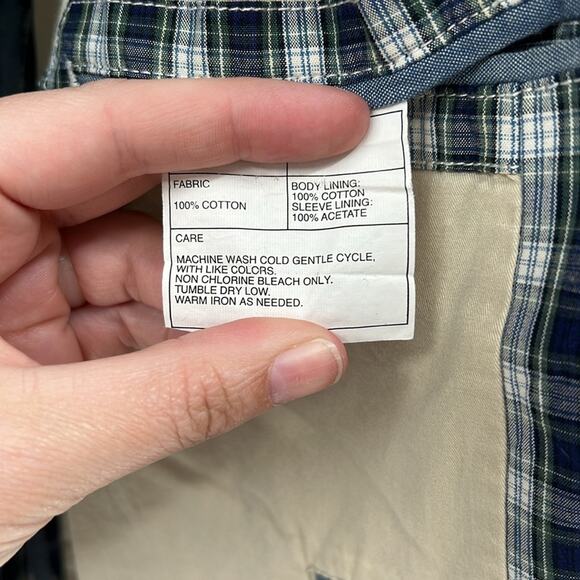 FABRIC
100% COTTON
BODY LINING:
100% COTTON
SLEEVE LINING:
100% ACETATE
CARE
MACHINE WASH COLD GENTLE CYCLE,
WITH LIKE COLORS.
NON CHLORINE BLEACH ONLY.
TUMBLE DRY LOW.
WARM IRON AS NEEDED.